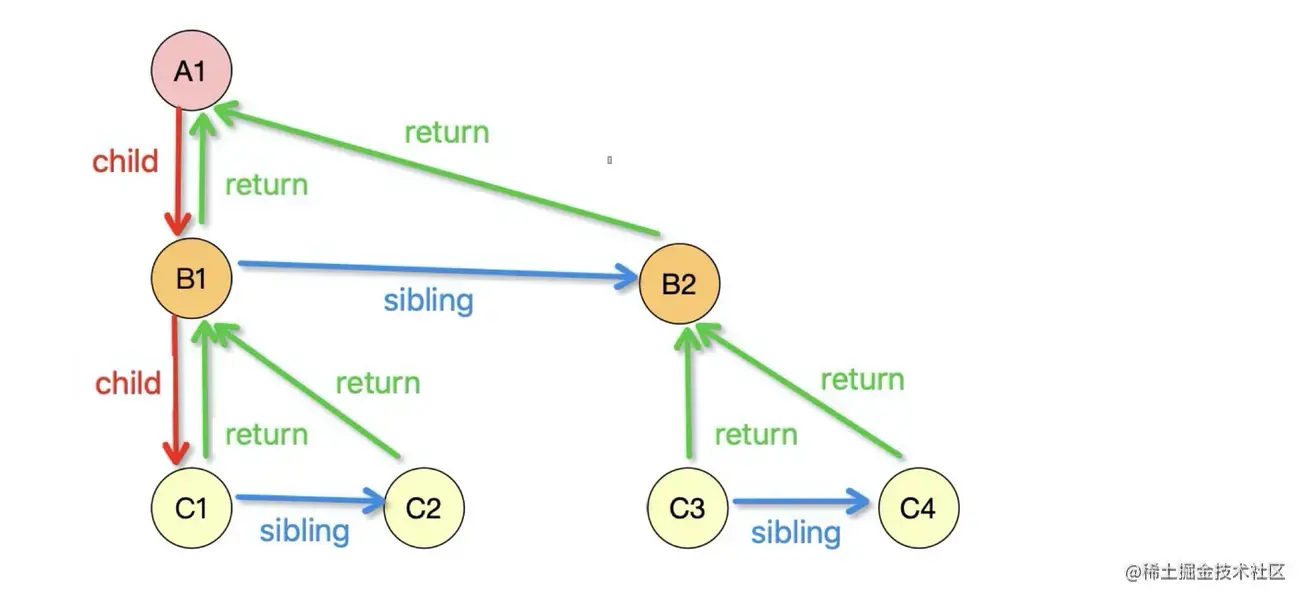 A1
return
child
return
B1
B2
sibling
child
return
return
return
return
C1
C2
C3
C4
sibling
sibling
@稀土掘金技术社区